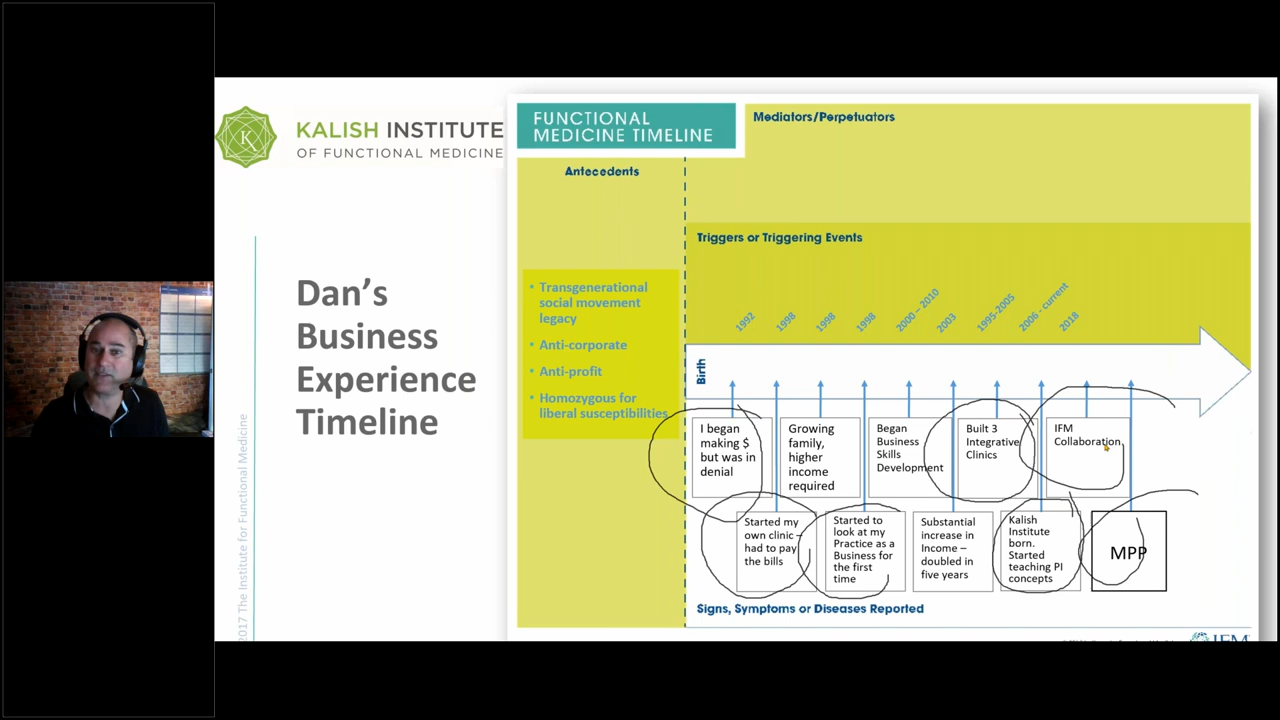 KALISH INSTITUTE
OF FUNCTIONAL MEDICINE
Dan's
Business
Experience
Timeline
2017 The Institute for Functional Medicine
FUNCTIONAL
MEDICINE TIMELINE
Antecedents
• Transgenerational
social movement
legacy
• Anti-corporate
• Anti-profit
• Homozygous for
liberal susceptibilities
Mediators/Perpetuators
Triggers or Triggering Events
1992
1998
1998
1998
2000 – 2010
2003
1995-2005
2006 - current
2018
Birth
I began
making $
but was in
denial
Growing
family,
higher
income
required
Began
Business
Skills
Development
Built 3
Integrative
Clinics
IFM
Collaboration
Started my
own clinic –
had to pay
the bills
Started to
look at my
Practice as a
Business for
the first
time
Substantial
increase in
Income –
doubled in
five years
Kalish
Institute
born.
Started
teaching PI
concepts
MPP
Signs, Symptoms or Diseases Reported